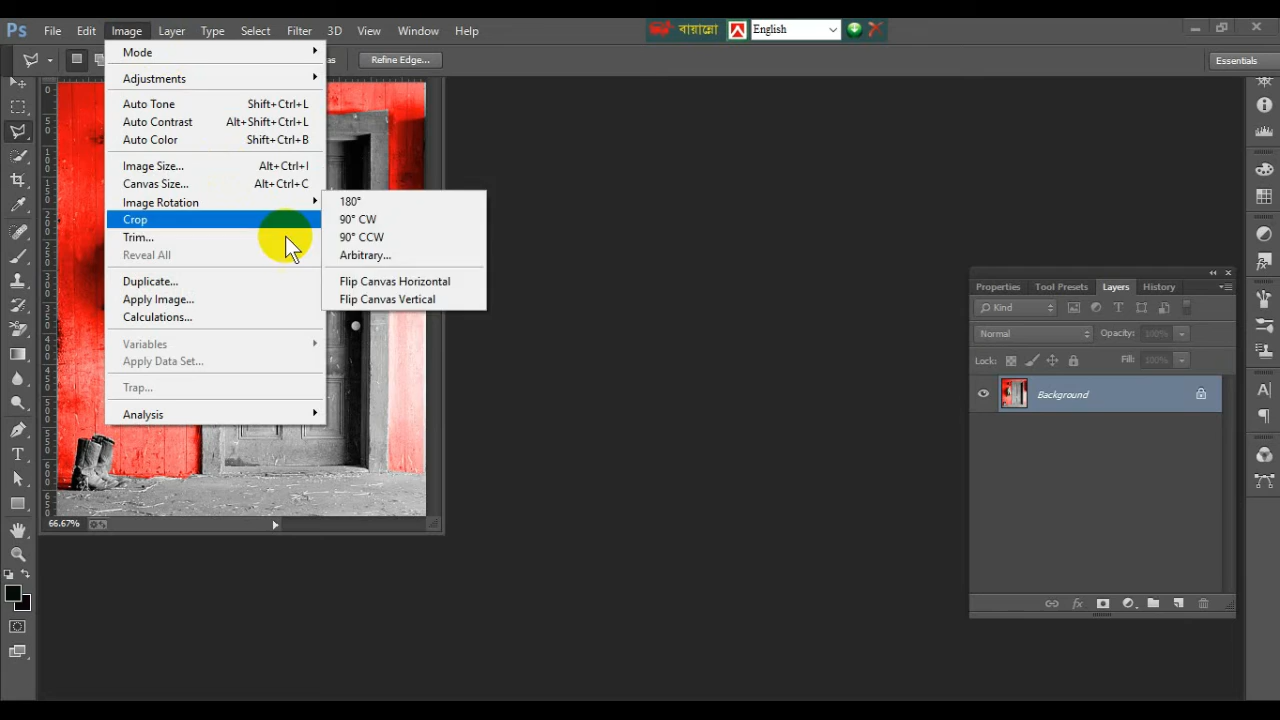 Ps File Edit Image Layer Type Select Filter 3D View Window Help
বায়ান্নো English
Refine Edge... Essentials
Mode
Adjustments
Auto Tone Shift+Ctrl+L
Auto Contrast Alt+Shift+Ctrl+L
Auto Color Shift+Ctrl+B
Image Size... Alt+Ctrl+I
Canvas Size... Alt+Ctrl+C
Image Rotation
Crop
Trim...
Reveal All
Duplicate...
Apply Image...
Calculations...
Variables
Apply Data Set...
Trap...
Analysis
180°
90° CW
90° CCW
Arbitrary...
Flip Canvas Horizontal
Flip Canvas Vertical
66.67%
Properties Tool Presets Layers History
Kind
Normal Opacity: 100%
Lock: Fill: 100%
Background